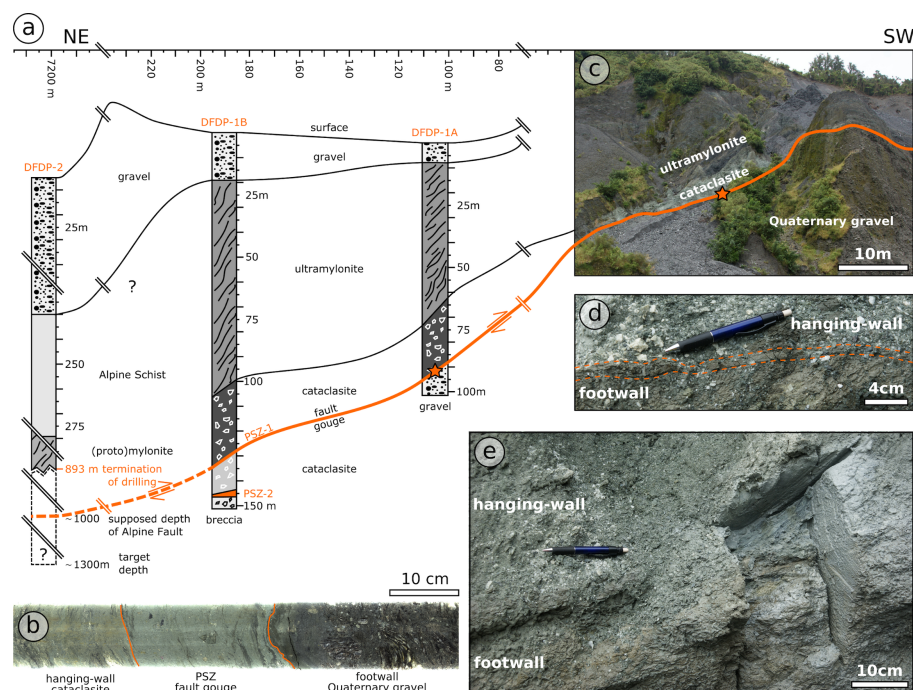 a
NE
SW
7200 m
220
200 m
180
160
140
120
100 m
80
DFDP-2
DFDP-1B
DFDP-1A
surface
gravel
gravel
25m
25m
25m
?
50
50
ultramylonite
75
75
250
Alpine Schist
100
cataclasite
100m
gravel
fault
gouge
PSZ-1
275
(proto)mylonite
893 m termination
of drilling
cataclasite
PSZ-2
150 m
breccia
~1000
supposed depth
of Alpine Fault
?
target
depth
~1300m
b
10 cm
hanging-wall
cataclasite
PSZ
fault gouge
footwall
Quaternary gravel
c
ultramylonite
cataclasite
Quaternary gravel
10m
d
hanging-wall
footwall
4cm
e
hanging-wall
footwall
10cm